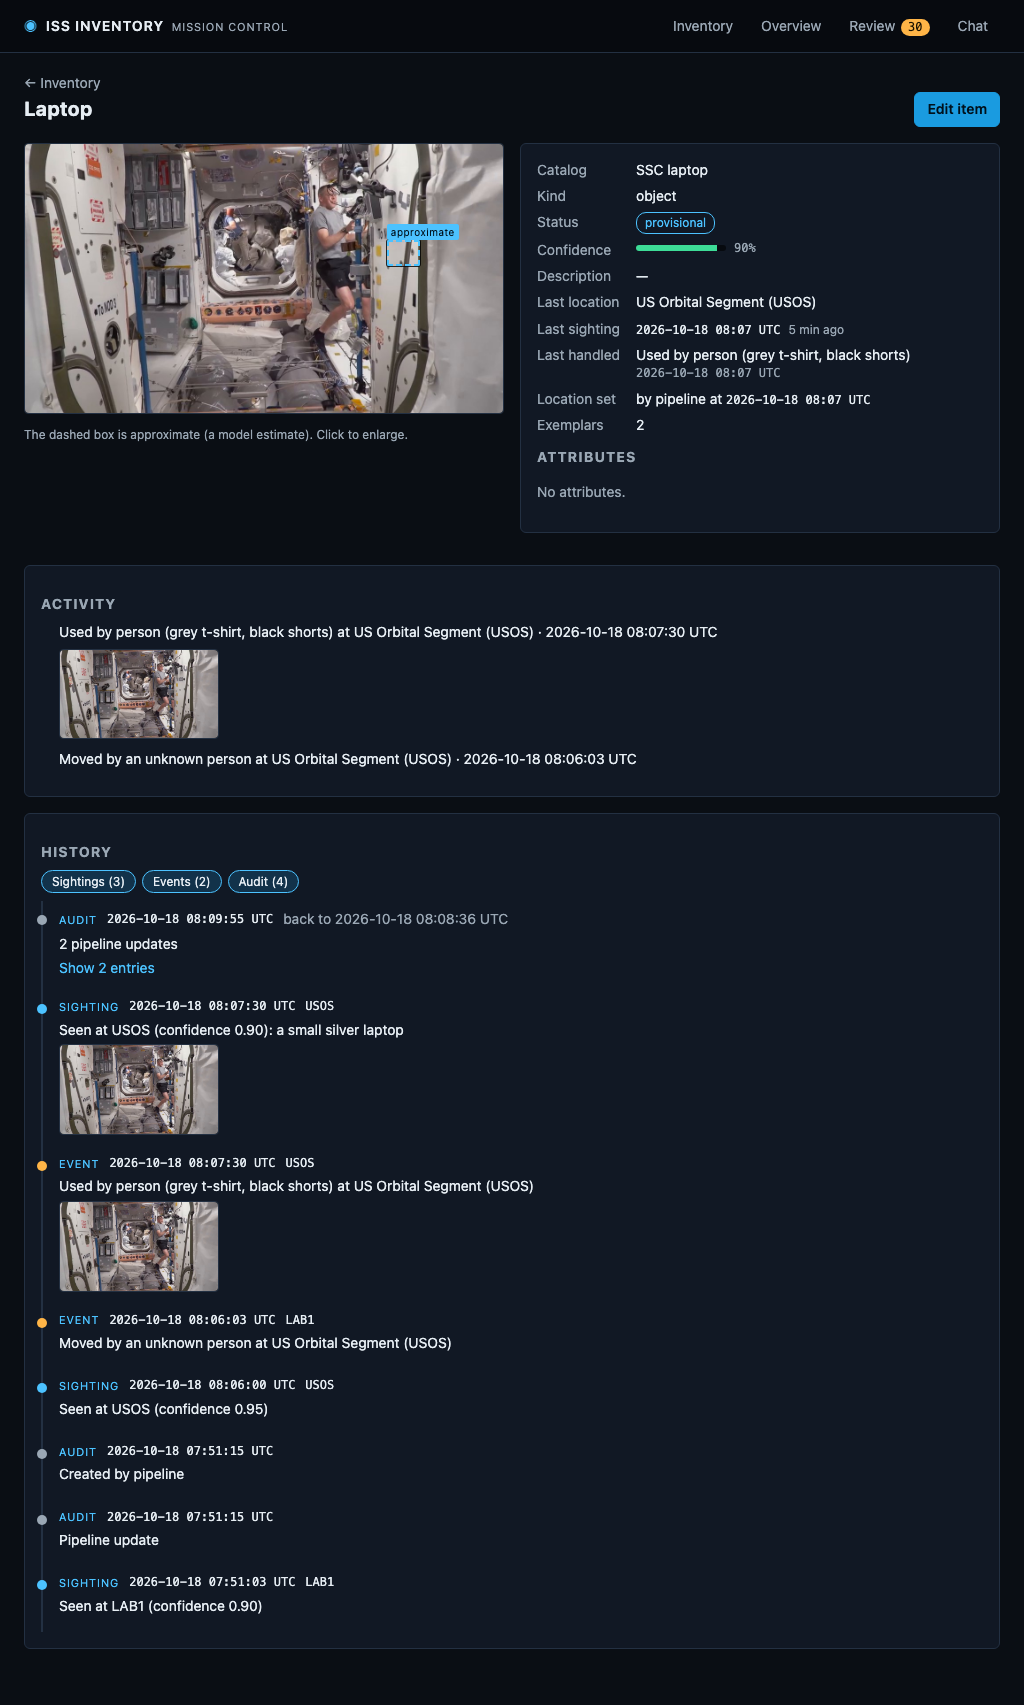 ISS INVENTORY MISSION CONTROL
Inventory Overview Review 30 Chat
← Inventory
Laptop
Edit item
approximate
To NOD3
The dashed box is approximate (a model estimate). Click to enlarge.
Catalog SSC laptop
Kind object
Status provisional
Confidence 90%
Description —
Last location US Orbital Segment (USOS)
Last sighting 2026-10-18 08:07 UTC 5 min ago
Last handled Used by person (grey t-shirt, black shorts)
2026-10-18 08:07 UTC
Location set by pipeline at 2026-10-18 08:07 UTC
Exemplars 2
ATTRIBUTES
No attributes.
ACTIVITY
Used by person (grey t-shirt, black shorts) at US Orbital Segment (USOS) · 2026-10-18 08:07:30 UTC
Moved by an unknown person at US Orbital Segment (USOS) · 2026-10-18 08:06:03 UTC
HISTORY
Sightings (3) Events (2) Audit (4)
AUDIT 2026-10-18 08:09:55 UTC back to 2026-10-18 08:08:36 UTC
2 pipeline updates
Show 2 entries
SIGHTING 2026-10-18 08:07:30 UTC USOS
Seen at USOS (confidence 0.90): a small silver laptop
EVENT 2026-10-18 08:07:30 UTC USOS
Used by person (grey t-shirt, black shorts) at US Orbital Segment (USOS)
EVENT 2026-10-18 08:06:03 UTC LAB1
Moved by an unknown person at US Orbital Segment (USOS)
SIGHTING 2026-10-18 08:06:00 UTC USOS
Seen at USOS (confidence 0.95)
AUDIT 2026-10-18 07:51:15 UTC
Created by pipeline
AUDIT 2026-10-18 07:51:15 UTC
Pipeline update
SIGHTING 2026-10-18 07:51:03 UTC LAB1
Seen at LAB1 (confidence 0.90)